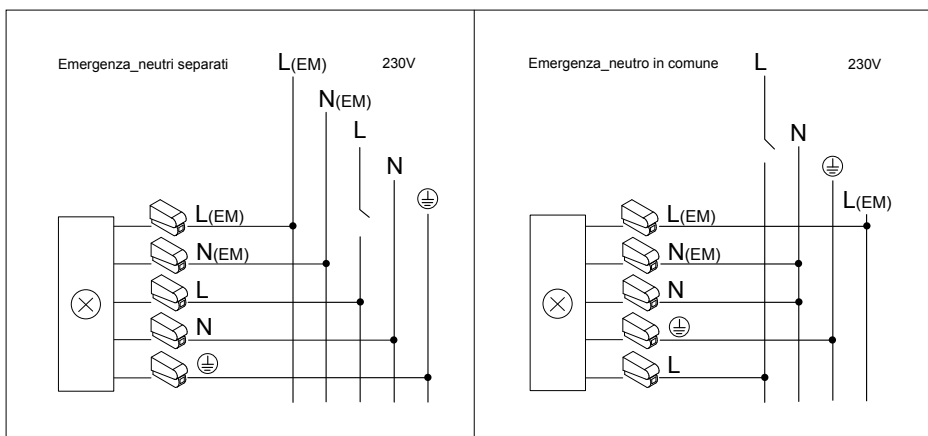 Emergenza_neutri separati
L(EM)
230V
N(EM)
L
N
L(EM)
N(EM)
L
N
Emergenza_neutro in comune
L
230V
N
L(EM)
L(EM)
N(EM)
N
L